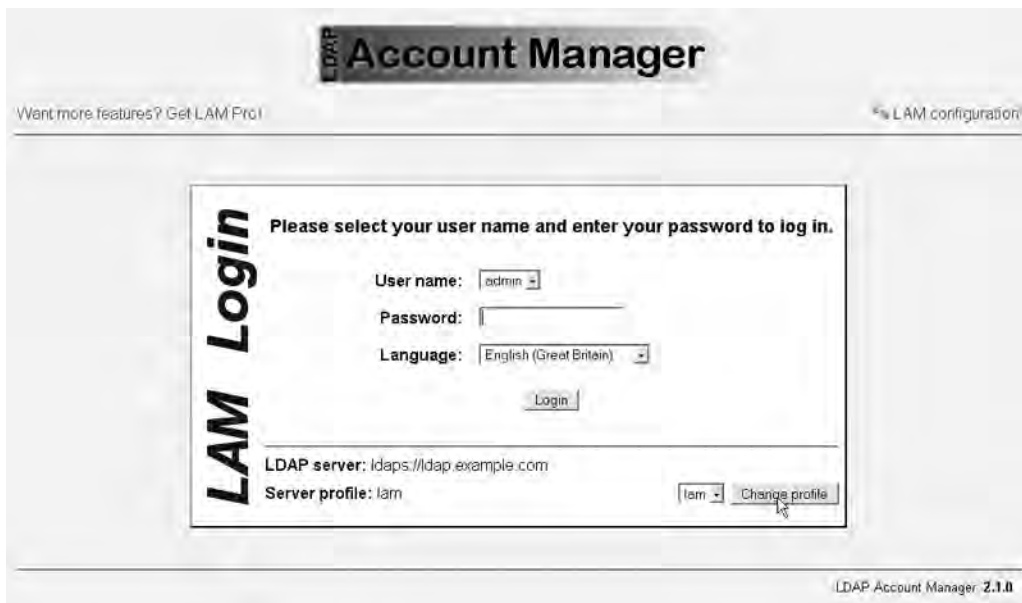 LDAP Account Manager
Want more features? Get LAM Pro!
LAM configuration
LAM Login
Please select your user name and enter your password to log in.
User name: admin
Password:
Language: English (Great Britain)
Login
LDAP server: ldaps://ldap.example.com
Server profile: lam
lam Change profile
LDAP Account Manager 2.1.0